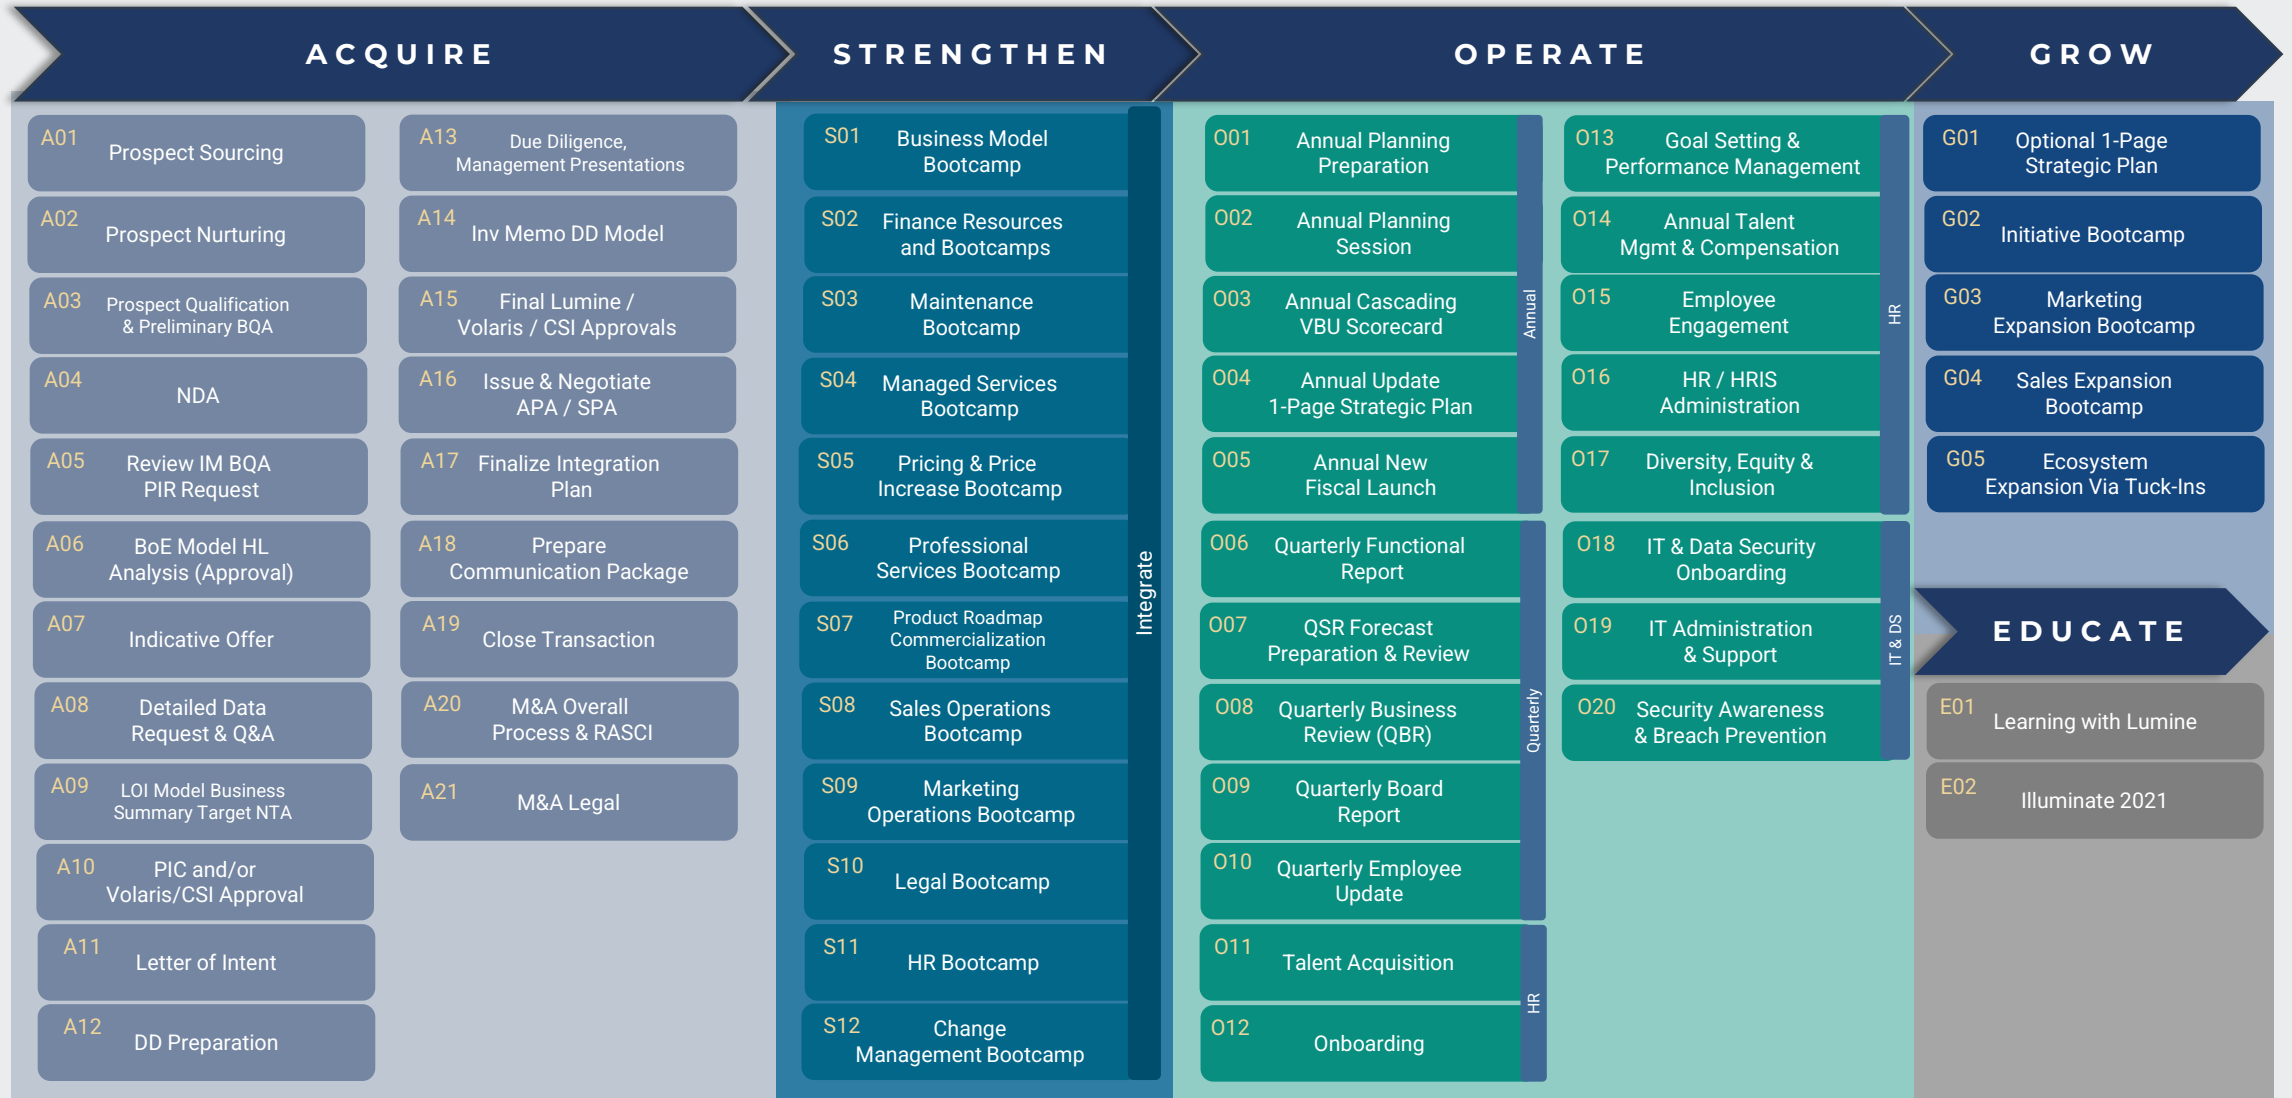 ACQUIRE
STRENGTHEN
OPERATE
GROW
A01
Prospect Sourcing
A02
Prospect Nurturing
A03
Prospect Qualification
& Preliminary BQA
A04
NDA
A05
Review IM BQA
PIR Request
A06
BoE Model HL
Analysis (Approval)
A07
Indicative Offer
A08
Detailed Data
Request & Q&A
A09
LOI Model Business
Summary Target NTA
A10
PIC and/or
Volaris/CSI Approval
A11
Letter of Intent
A12
DD Preparation
A13
Due Diligence,
Management Presentations
A14
Inv Memo DD Model
A15
Final Lumine /
Volaris / CSI Approvals
A16
Issue & Negotiate
APA / SPA
A17
Finalize Integration
Plan
A18
Prepare
Communication Package
A19
Close Transaction
A20
M&A Overall
Process & RASCI
A21
M&A Legal
S01
Business Model
Bootcamp
S02
Finance Resources
and Bootcamps
S03
Maintenance
Bootcamp
S04
Managed Services
Bootcamp
S05
Pricing & Price
Increase Bootcamp
S06
Professional
Services Bootcamp
S07
Product Roadmap
Commercialization
Bootcamp
S08
Sales Operations
Bootcamp
S09
Marketing
Operations Bootcamp
S10
Legal Bootcamp
S11
HR Bootcamp
S12
Change
Management Bootcamp
Integrate
O01
Annual Planning
Preparation
O02
Annual Planning
Session
O03
Annual Cascading
VBU Scorecard
O04
Annual Update
1-Page Strategic Plan
O05
Annual New
Fiscal Launch
Annual
O06
Quarterly Functional
Report
O07
QSR Forecast
Preparation & Review
O08
Quarterly Business
Review (QBR)
O09
Quarterly Board
Report
O10
Quarterly Employee
Update
Quarterly
O11
Talent Acquisition
O12
Onboarding
HR
O13
Goal Setting &
Performance Management
O14
Annual Talent
Mgmt & Compensation
O15
Employee
Engagement
O16
HR / HRIS
Administration
O17
Diversity, Equity &
Inclusion
HR
O18
IT & Data Security
Onboarding
O19
IT Administration
& Support
O20
Security Awareness
& Breach Prevention
IT & DS
G01
Optional 1-Page
Strategic Plan
G02
Initiative Bootcamp
G03
Marketing
Expansion Bootcamp
G04
Sales Expansion
Bootcamp
G05
Ecosystem
Expansion Via Tuck-Ins
EDUCATE
E01
Learning with Lumine
E02
Illuminate 2021